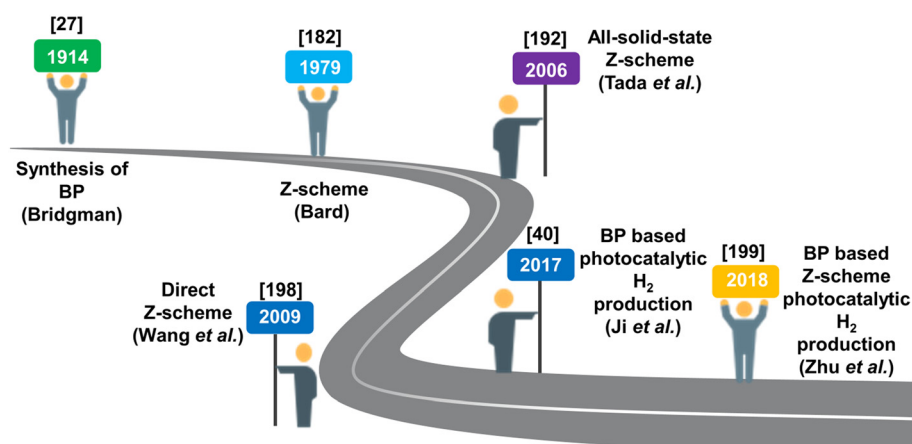 [27]
1914
Synthesis of
BP
(Bridgman)
[182]
1979
Z-scheme
(Bard)
[192]
2006
All-solid-state
Z-scheme
(Tada et al.)
Direct
Z-scheme
(Wang et al.)
[198]
2009
[40]
2017
BP based
photocatalytic
H2
production
(Ji et al.)
[199]
2018
BP based
Z-scheme
photocatalytic
H2
production
(Zhu et al.)